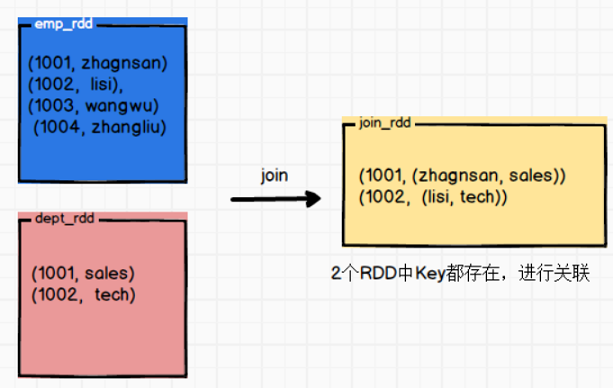 emp_rdd
(1001, zhagnsan)
(1002, lisi),
(1003, wangwu)
(1004, zhangliu)
join
dept_rdd
(1001, sales)
(1002, tech)
join_rdd
(1001, (zhagnsan, sales))
(1002, (lisi, tech))
2个RDD中Key都存在，进行关联